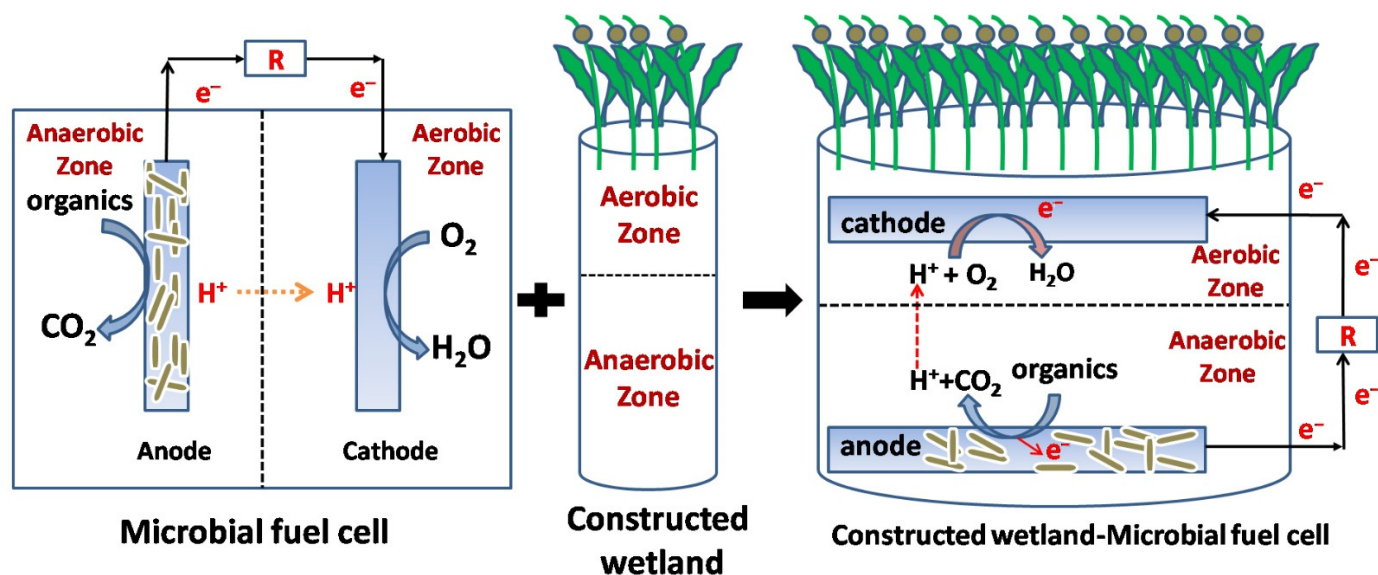 R
e⁻
e⁻
Anaerobic
Zone
Aerobic
Zone
organics
CO₂
H⁺
H⁺
O₂
H₂O
Anode
Cathode
Microbial fuel cell
Aerobic
Zone
Anaerobic
Zone
Constructed
wetland
cathode
e⁻
e⁻
H⁺ + O₂
H₂O
Aerobic
Zone
e⁻
R
Anaerobic
Zone
H⁺+CO₂
organics
e⁻
anode
e⁻
e⁻
Constructed wetland-Microbial fuel cell